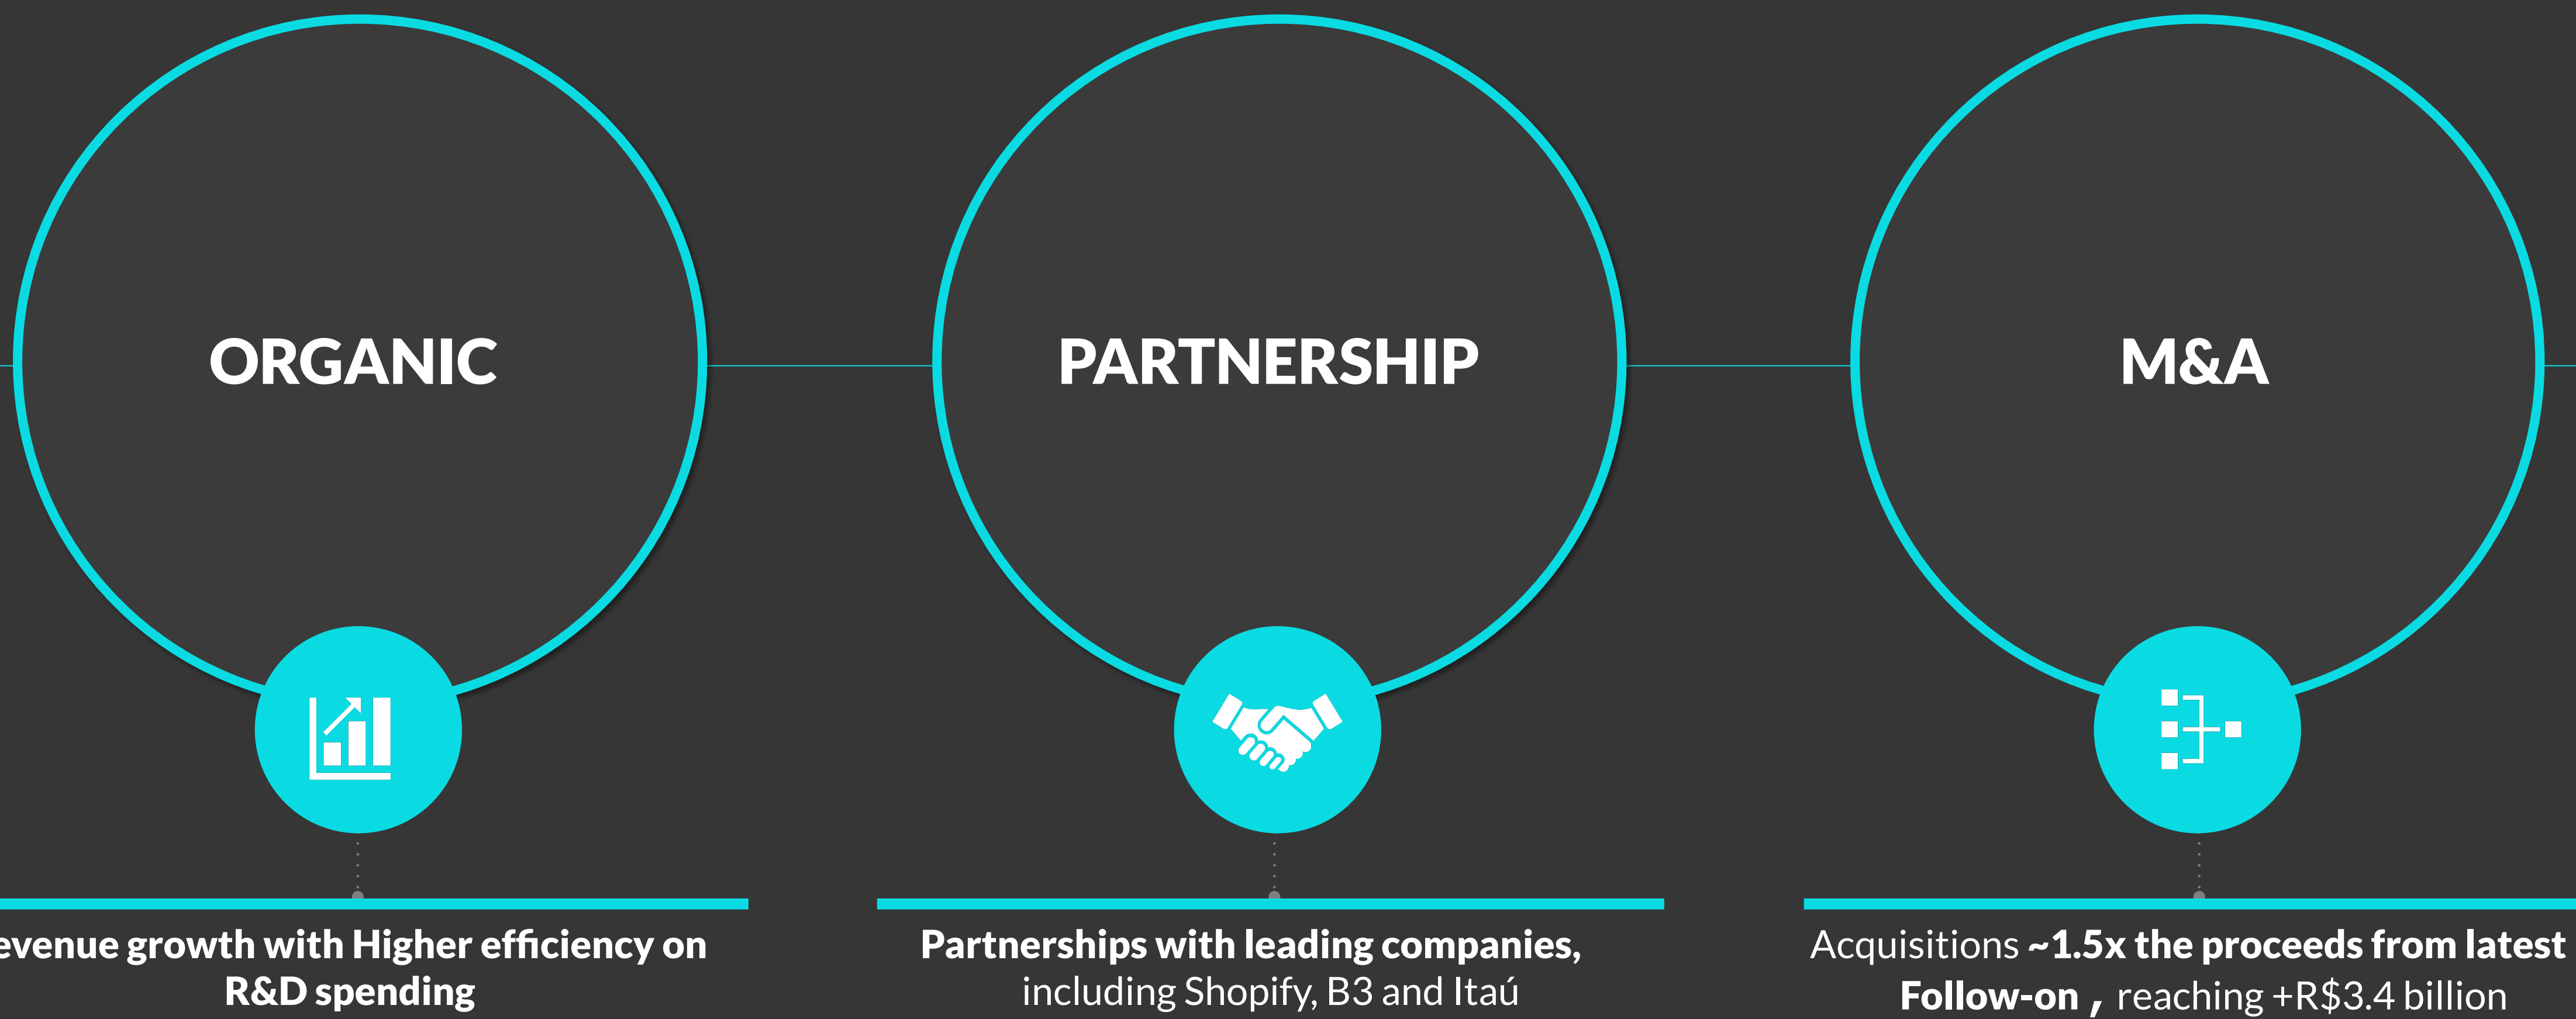 ORGANIC
PARTNERSHIP
M&A
evenue growth with Higher efficiency on
R&D spending
Partnerships with leading companies,
including Shopify, B3 and Itaú
Acquisitions ~1.5x the proceeds from latest
Follow-on , reaching +R$3.4 billion